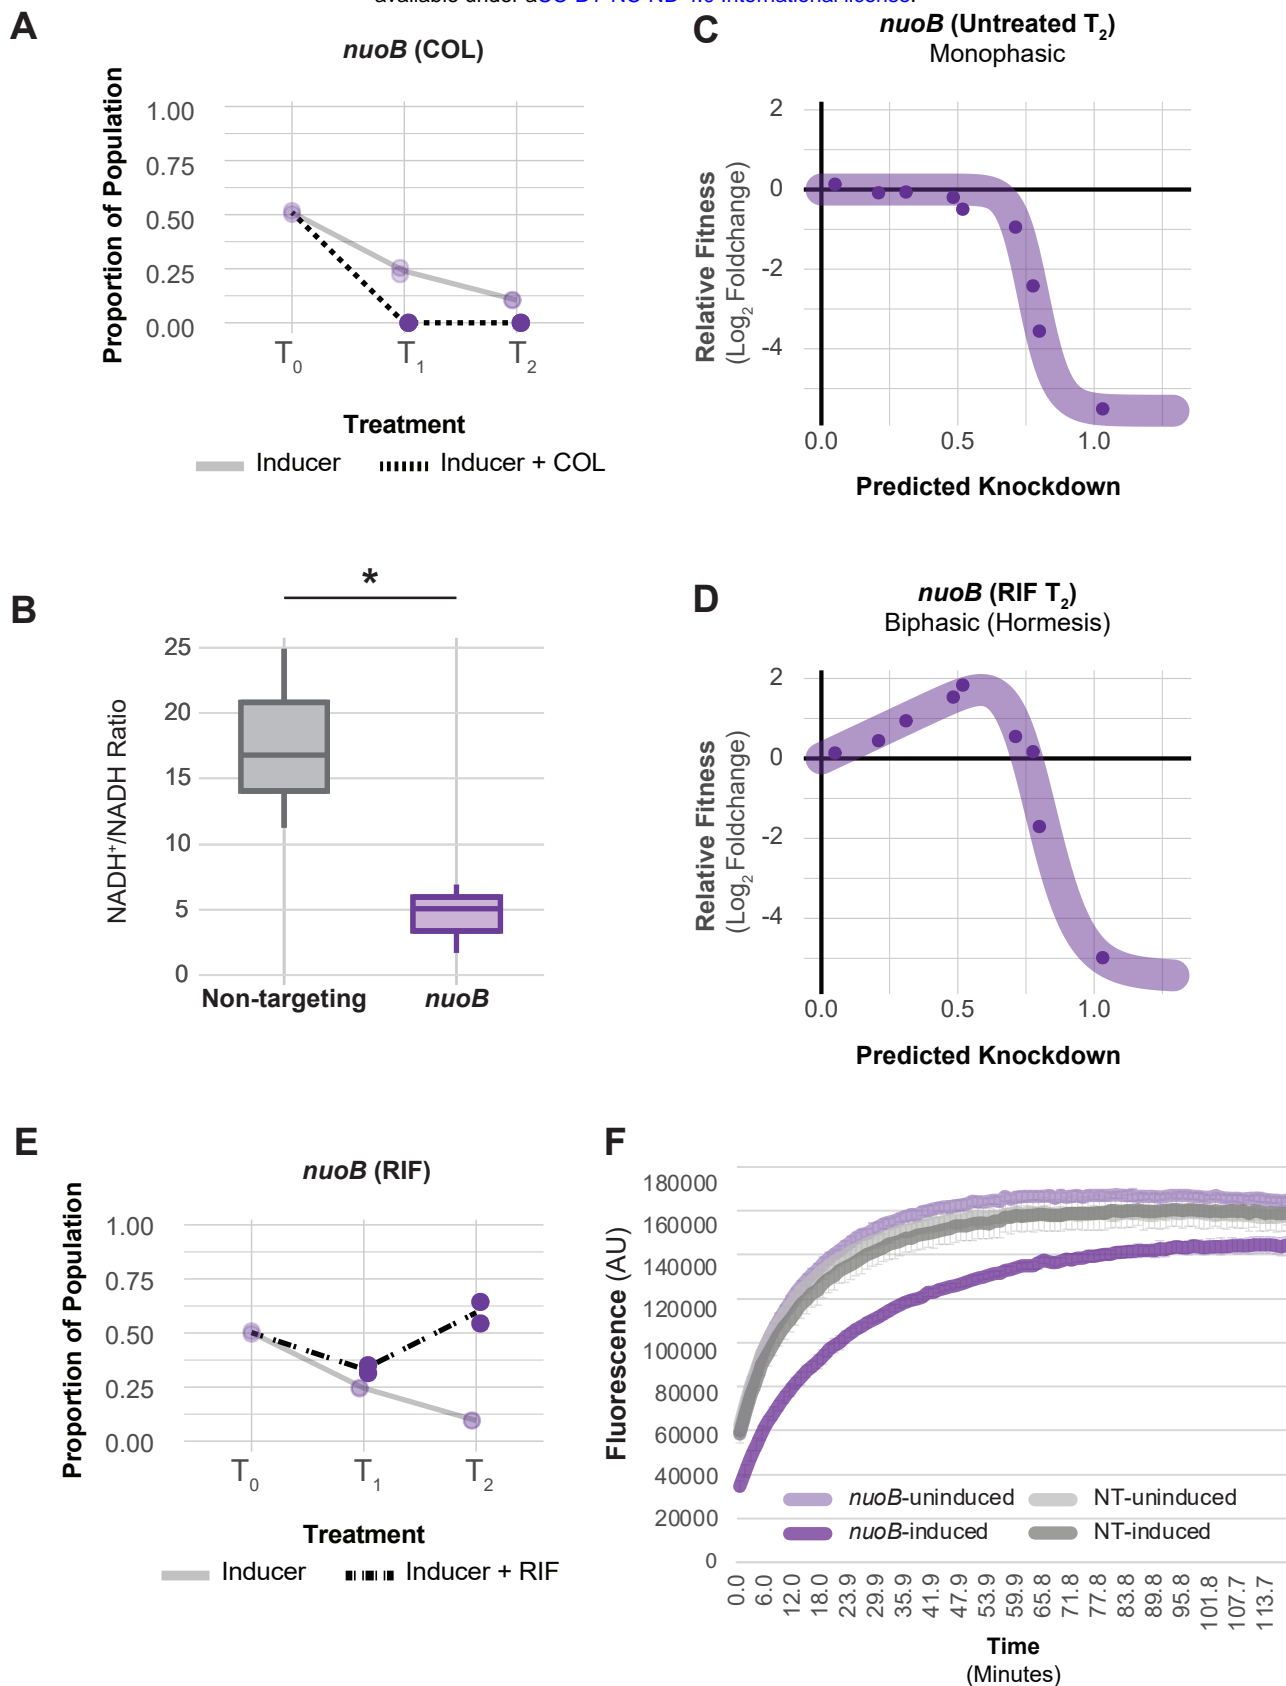 A
nuoB (COL)
Proportion of Population
1.00
0.75
0.50
0.25
0.00
T0
T1
T2
Treatment
Inducer
Inducer + COL
B
*
NADH+/NADH Ratio
25
20
15
10
5
0
Non-targeting
nuoB
C
nuoB (Untreated T2)
Monophasic
Relative Fitness
(Log2 Foldchange)
2
0
-2
-4
0.0
0.5
1.0
Predicted Knockdown
D
nuoB (RIF T2)
Biphasic (Hormesis)
Relative Fitness
(Log2 Foldchange)
2
0
-2
-4
0.0
0.5
1.0
Predicted Knockdown
E
nuoB (RIF)
Proportion of Population
1.00
0.75
0.50
0.25
0.00
T0
T1
T2
Treatment
Inducer
Inducer + RIF
F
Fluorescence (AU)
180000
160000
140000
120000
100000
80000
60000
40000
20000
0
nuoB-uninduced
NT-uninduced
nuoB-induced
NT-induced
0.0
6.0
12.0
18.0
23.9
29.9
35.9
41.9
47.9
53.9
59.9
65.8
71.8
77.8
83.8
89.8
95.8
101.8
107.7
113.7
Time
(Minutes)